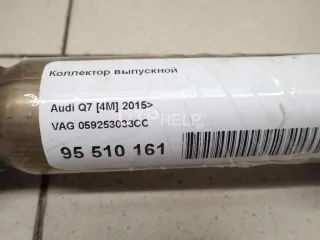 Коллектор выпускной
Audi Q7 [4M] 2015>
VAG 059253033CC
95 510 161